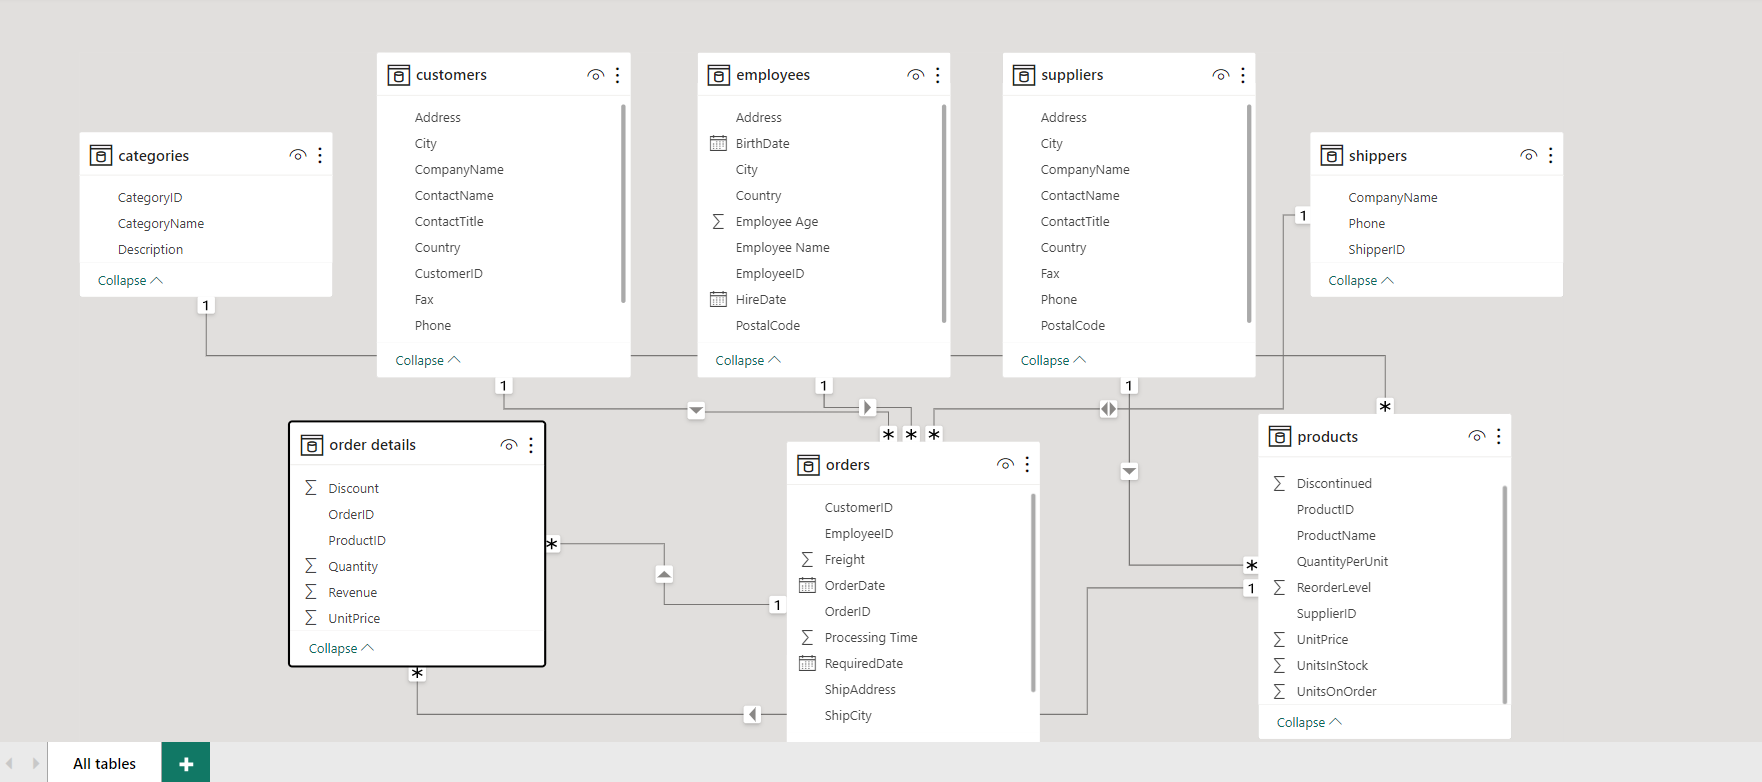 categories
CategoryID
CategoryName
Description
Collapse
1
customers
Address
City
CompanyName
ContactName
ContactTitle
Country
CustomerID
Fax
Phone
Collapse
1
employees
Address
BirthDate
City
Country
Employee Age
Employee Name
EmployeeID
HireDate
PostalCode
Collapse
1
suppliers
Address
City
CompanyName
ContactName
ContactTitle
Country
Fax
Phone
PostalCode
Collapse
1
shippers
CompanyName
Phone
ShipperID
Collapse
1
order details
Discount
OrderID
ProductID
Quantity
Revenue
UnitPrice
Collapse
*
*
* * *
orders
CustomerID
EmployeeID
Freight
OrderDate
OrderID
Processing Time
RequiredDate
ShipAddress
ShipCity
1
*
products
Discontinued
ProductID
ProductName
QuantityPerUnit
ReorderLevel
SupplierID
UnitPrice
UnitsInStock
UnitsOnOrder
Collapse
*
1
All tables
+